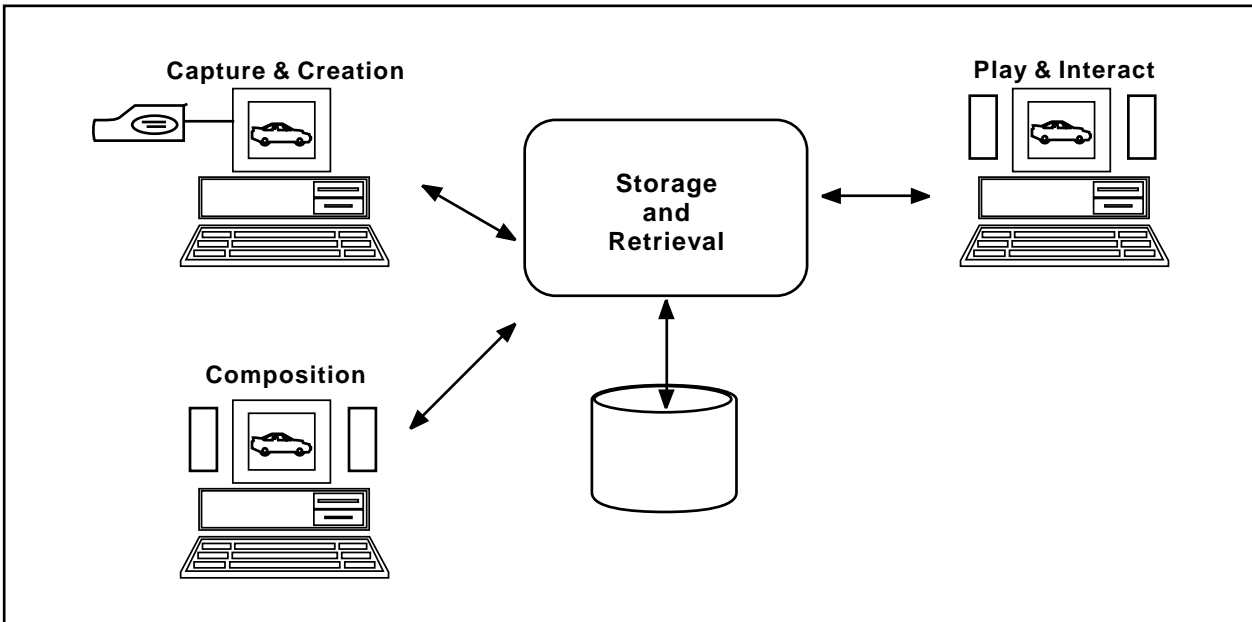 Capture & Creation
Play & Interact
Storage
and
Retrieval
Composition